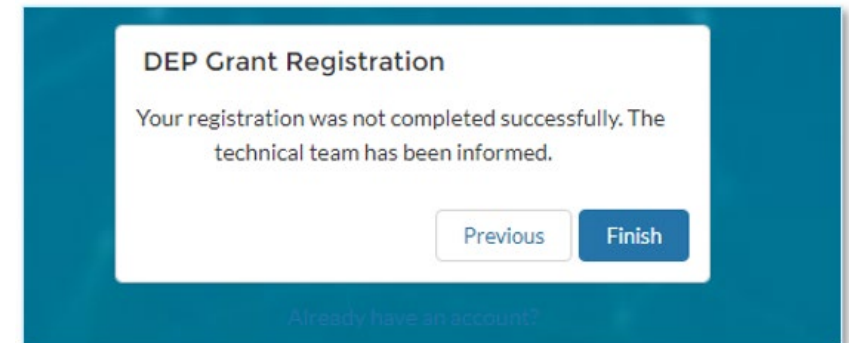 DEP Grant Registration
Your registration was not completed successfully. The
technical team has been informed.
Previous
Finish
Already have an account?